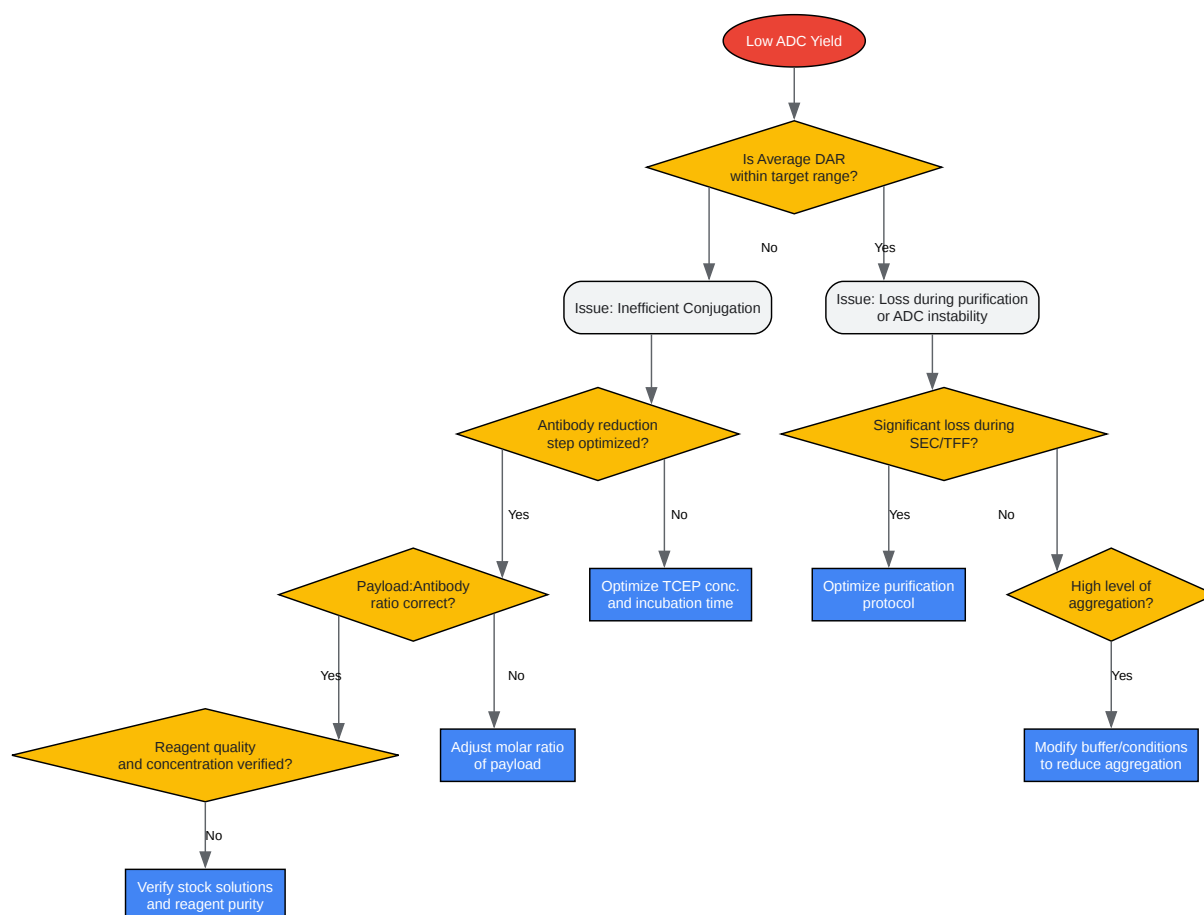 Low ADC Yield
Is Average DAR
within target range?
No
Yes
Issue: Inefficient Conjugation
Issue: Loss during purification
or ADC instability
Antibody reduction
step optimized?
Significant loss during
SEC/TFF?
Yes
No
Yes
No
Payload:Antibody
ratio correct?
Optimize TCEP conc.
and incubation time
Optimize purification
protocol
High level of
aggregation?
Yes
No
Yes
Reagent quality
and concentration verified?
Adjust molar ratio
of payload
Modify buffer/conditions
to reduce aggregation
No
Verify stock solutions
and reagent purity